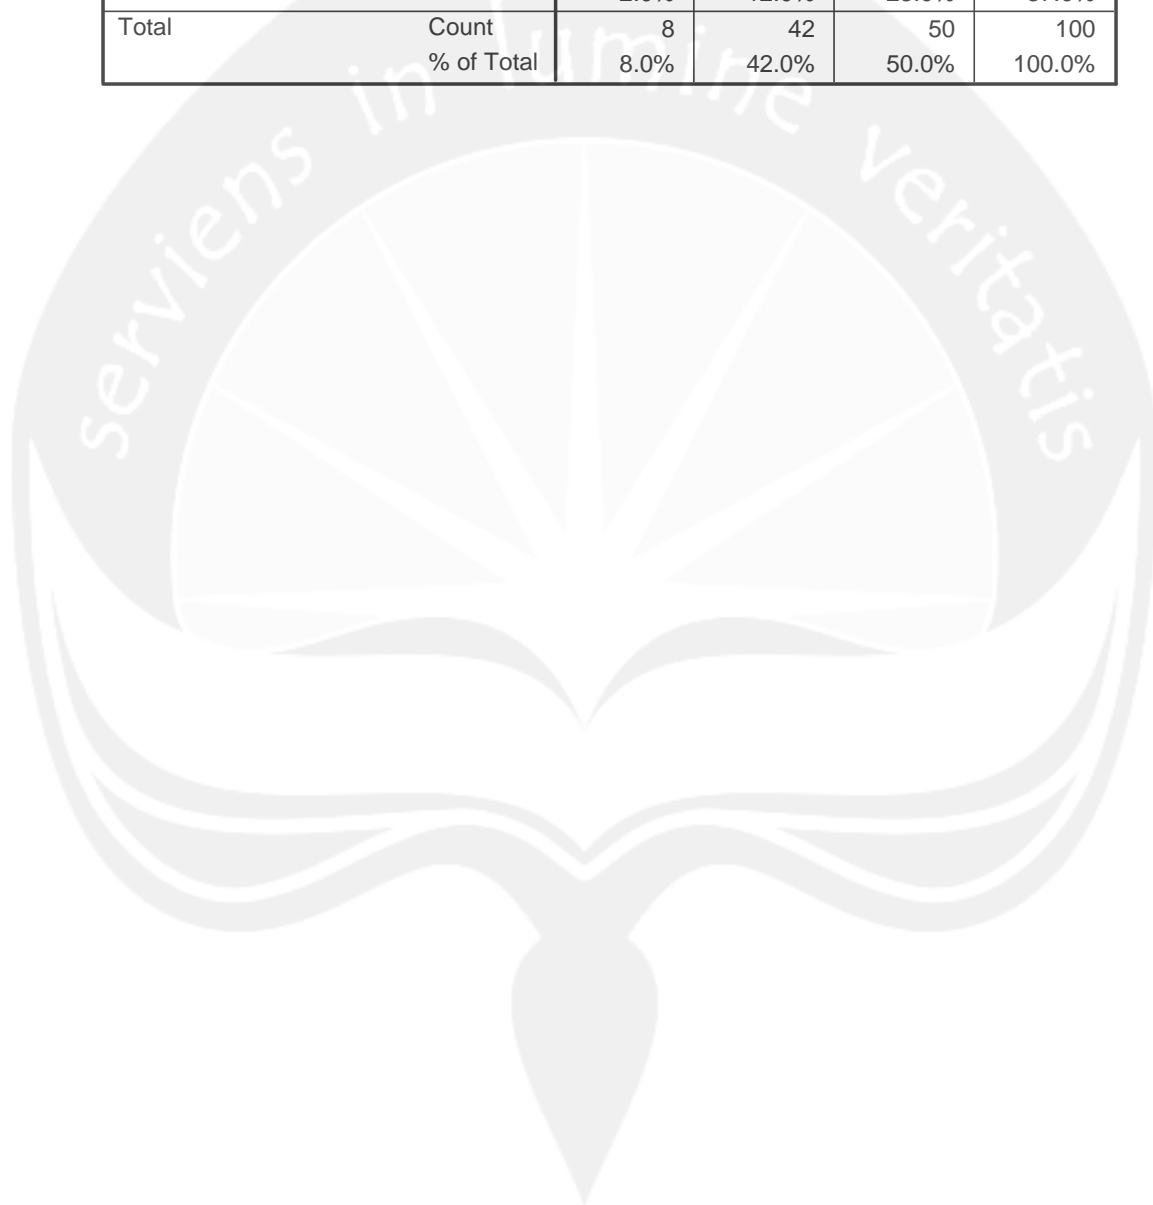 Total Count 8 42 50 100
% of Total 8.0% 42.0% 50.0% 100.0%
serviens in lumine veritatis